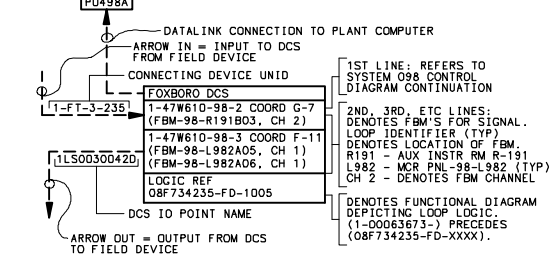 PU498A
DATALINK CONNECTION TO PLANT COMPUTER
ARROW IN = INPUT TO DCS
FROM FIELD DEVICE
CONNECTING DEVICE UNID
1-FT-3-235
FOXBORO DCS
1-47W610-98-2 COORD G-7
(FBM-98-R191B03, CH 2)
1-47W610-98-3 COORD F-11
(FBM-98-L982A05, CH 1)
(FBM-98-L982A06, CH 1)
LOGIC REF
08F734235-FD-1005
1LS0030042D
DCS IO POINT NAME
ARROW OUT = OUTPUT FROM DCS
TO FIELD DEVICE
1ST LINE: REFERS TO
SYSTEM 098 CONTROL
DIAGRAM CONTINUATION
2ND, 3RD, ETC LINES:
DENOTES FBM'S FOR SIGNAL.
LOOP IDENTIFIER (TYP)
DENOTES LOCATION OF FBM.
R191 - AUX INSTR RM R-191
L982 - MCR PNL-98-L982 (TYP)
CH 2 - DENOTES FBM CHANNEL
DENOTES FUNCTIONAL DIAGRAM
DEPICTING LOOP LOGIC.
(1-00063673-) PRECEDES
(08F734235-FD-XXXX).